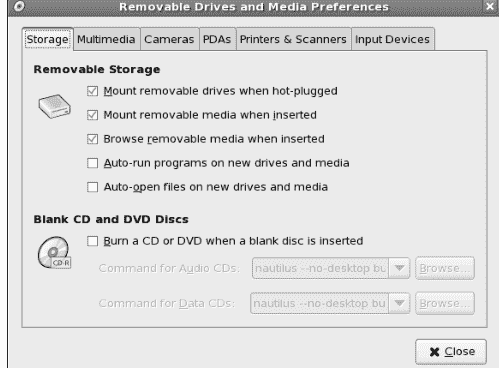 Removable Drives and Media Preferences
Storage Multimedia Cameras PDAs Printers & Scanners Input Devices
Removable Storage
Mount removable drives when hot-plugged
Mount removable media when inserted
Browse removable media when inserted
Auto-run programs on new drives and media
Auto-open files on new drives and media
Blank CD and DVD Discs
Burn a CD or DVD when a blank disc is inserted
CD-R
Command for Audio CDs: nautilus --no-desktop bu Browse...
Command for Data CDs: nautilus --no-desktop bu Browse...
Close